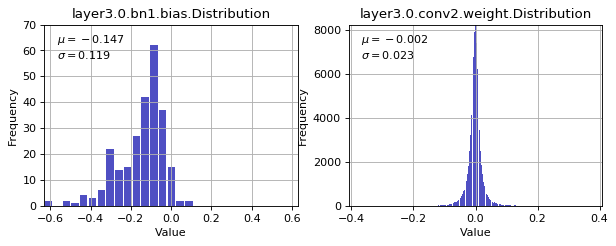 layer3.0.bn1.bias.Distribution
μ = −0.147
σ = 0.119
Frequency
70
60
50
40
30
20
10
0
−0.6 −0.4 −0.2 0.0 0.2 0.4 0.6
Value
layer3.0.conv2.weight.Distribution
μ = −0.002
σ = 0.023
Frequency
8000
6000
4000
2000
0
−0.4 −0.2 0.0 0.2 0.4
Value